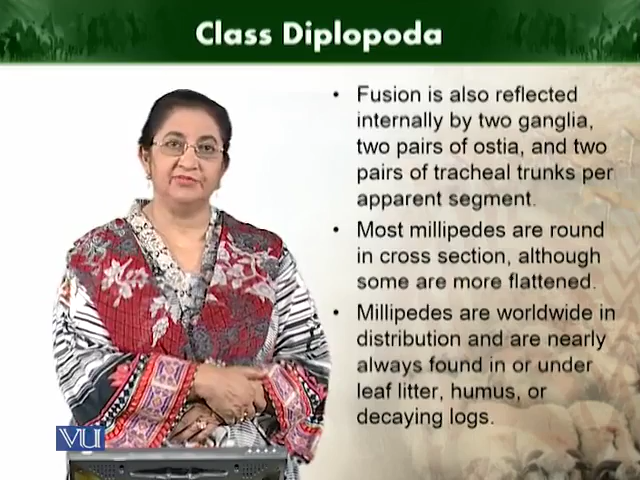 Class Diplopoda
• Fusion is also reflected
internally by two ganglia,
two pairs of ostia, and two
pairs of tracheal trunks per
apparent segment.
• Most millipedes are round
in cross section, although
some are more flattened.
• Millipedes are worldwide in
distribution and are nearly
always found in or under
leaf litter, humus, or
decaying logs.
VU